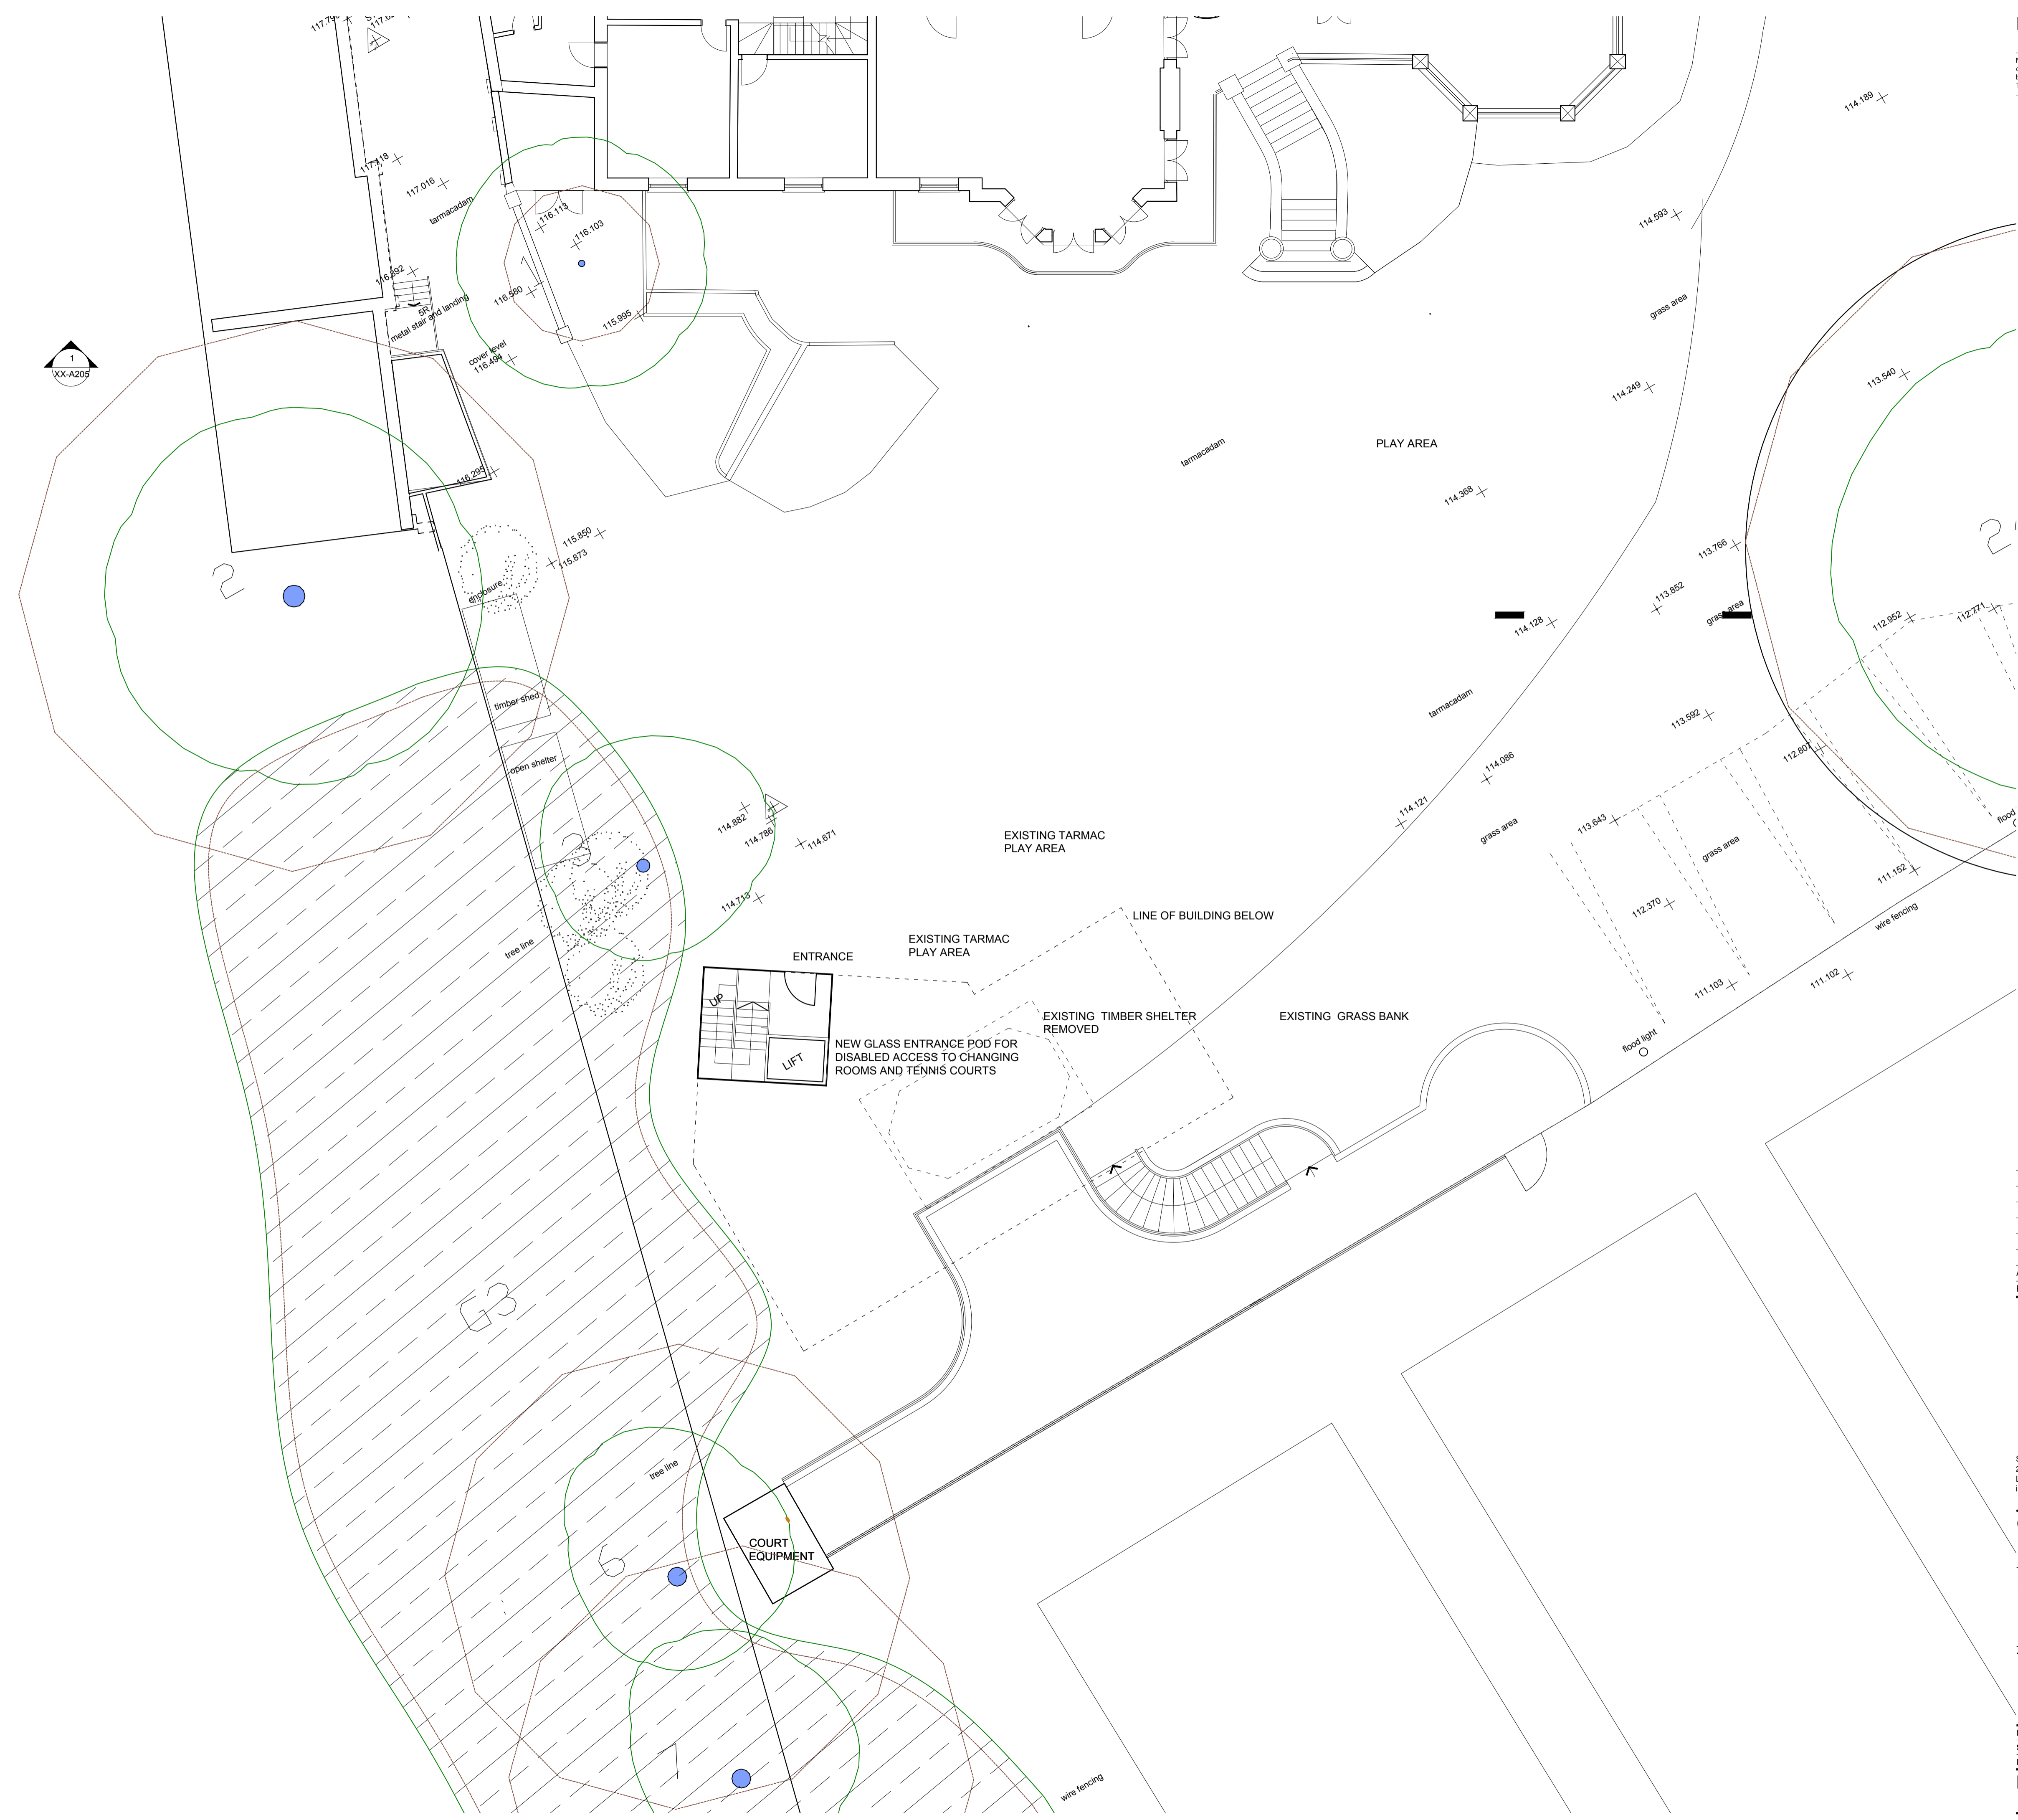 114.189
117.118
117.016
tarmacadam
116.113
116.103
114.593
116.392
5R
metal stair and landing
116.580
115.995
grass area
1
XX-A205
cover level
116.494
113.540
114.249
PLAY AREA
tarmacadam
116.295
114.368
115.850
115.873
113.766
2
enclosure
113.852
grass area
114.128
112.952
112.771
timber shed
tarmacadam
113.592
open shelter
112.807
114.086
114.882
114.786
114.671
114.121
113.643
grass area
grass area
flood
EXISTING TARMAC
PLAY AREA
3
111.152
114.713
112.370
LINE OF BUILDING BELOW
wire fencing
tree line
EXISTING TARMAC
PLAY AREA
ENTRANCE
111.102
111.103
UP
EXISTING TIMBER SHELTER
REMOVED
EXISTING GRASS BANK
flood light
LIFT
NEW GLASS ENTRANCE POD FOR
DISABLED ACCESS TO CHANGING
ROOMS AND TENNIS COURTS
G3
tree line
COURT
EQUIPMENT
6
7
wire fencing